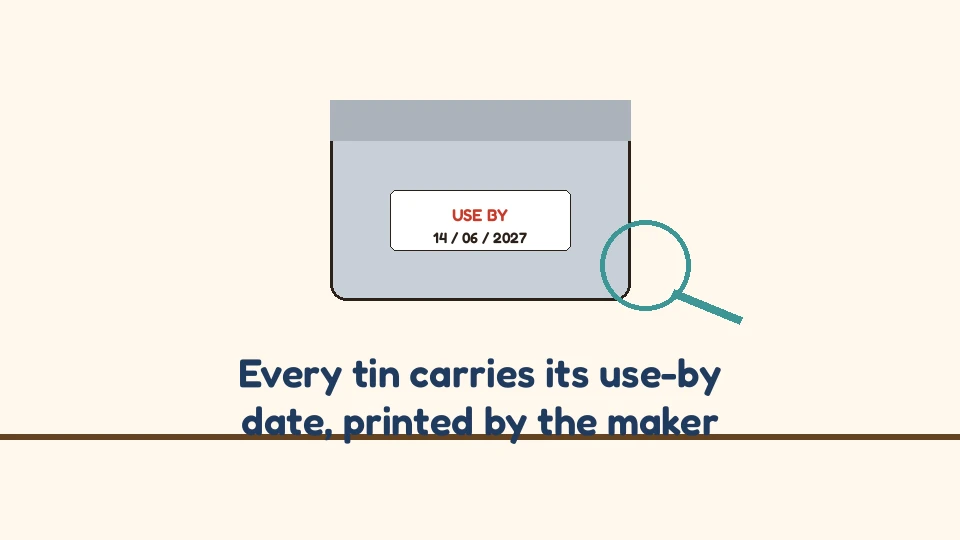 USE BY
14 / 06 / 2027
Every tin carries its use-by
date, printed by the maker